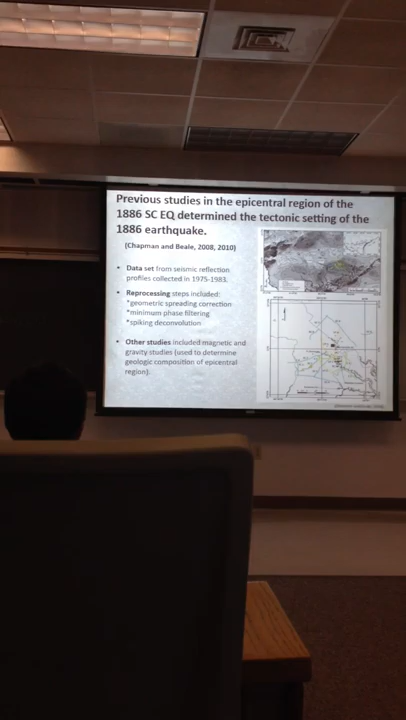 Previous studies in the epicentral region of the
1886 SC EQ determined the tectonic setting of the
1886 earthquake.
(Chapman and Beale, 2008, 2010)
• Data set from seismic reflection
profiles collected in 1975-1983.
• Reprocessing steps included:
*geometric spreading correction
*minimum phase filtering
*spiking deconvolution
• Other studies included magnetic and
gravity studies (used to determine
geologic composition of epicentral
region).